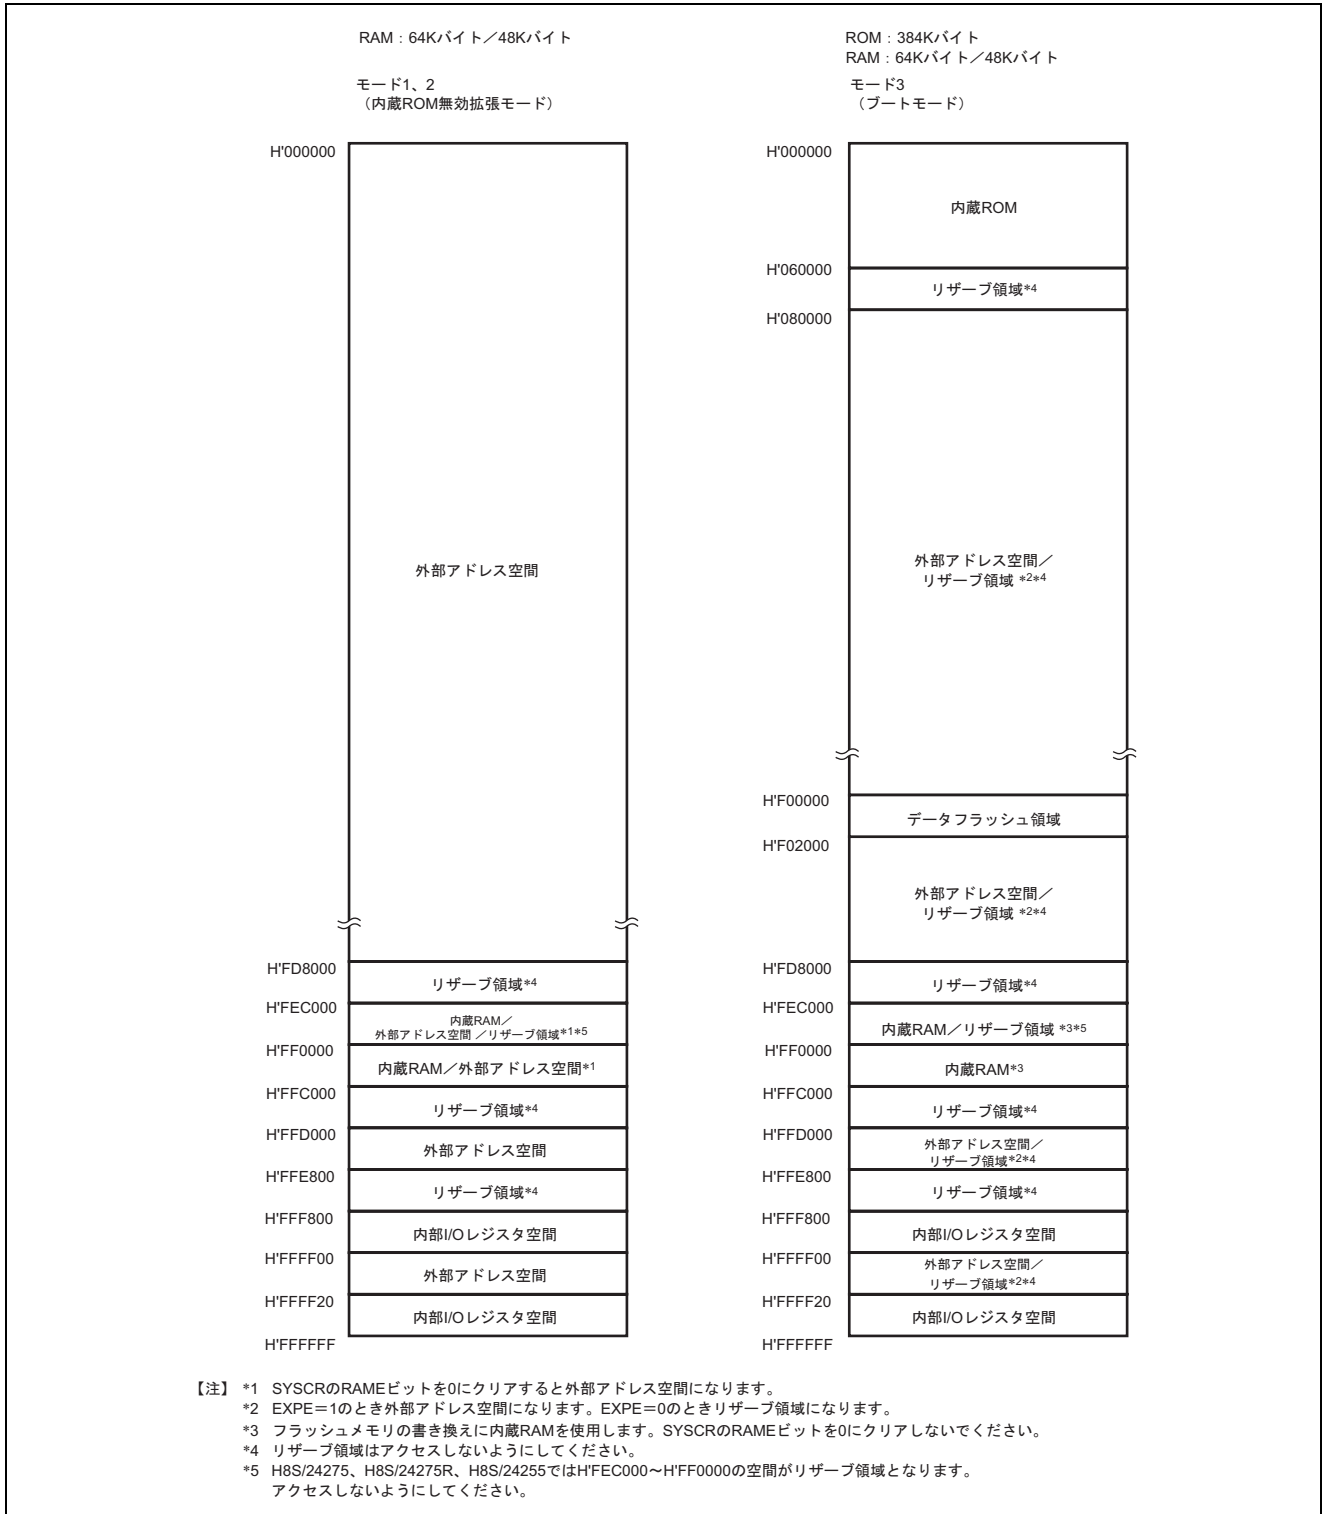 RAM：64Kバイト／48Kバイト
モード1、2
（内蔵ROM無効拡張モード）
H'000000
外部アドレス空間
H'FD8000
リザーブ領域*4
H'FEC000
内蔵RAM／
外部アドレス空間／リザーブ領域*1*5
H'FF0000
内蔵RAM／外部アドレス空間*1
H'FFC000
リザーブ領域*4
H'FFD000
外部アドレス空間
H'FFE800
リザーブ領域*4
H'FFF800
内部I/Oレジスタ空間
H'FFFF00
外部アドレス空間
H'FFFF20
内部I/Oレジスタ空間
H'FFFFFF
ROM：384Kバイト
RAM：64Kバイト／48Kバイト
モード3
（ブートモード）
H'000000
内蔵ROM
H'060000
リザーブ領域*4
H'080000
外部アドレス空間／
リザーブ領域 *2*4
H'F00000
データフラッシュ領域
H'F02000
外部アドレス空間／
リザーブ領域 *2*4
H'FD8000
リザーブ領域*4
H'FEC000
内蔵RAM／リザーブ領域 *3*5
H'FF0000
内蔵RAM*3
H'FFC000
リザーブ領域*4
H'FFD000
外部アドレス空間／
リザーブ領域*2*4
H'FFE800
リザーブ領域*4
H'FFF800
内部I/Oレジスタ空間
H'FFFF00
外部アドレス空間／
リザーブ領域*2*4
H'FFFF20
内部I/Oレジスタ空間
H'FFFFFF
【注】 *1 SYSCRのRAMEビットを0にクリアすると外部アドレス空間になります。
*2 EXPE＝1のとき外部アドレス空間になります。EXPE＝0のときリザーブ領域になります。
*3 フラッシュメモリの書き換えに内蔵RAMを使用します。SYSCRのRAMEビットを0にクリアしないでください。
*4 リザーブ領域はアクセスしないようにしてください。
*5 H8S/24275、H8S/24275R、H8S/24255ではH'FEC000～H'FF0000の空間がリザーブ領域となります。
アクセスしないようにしてください。